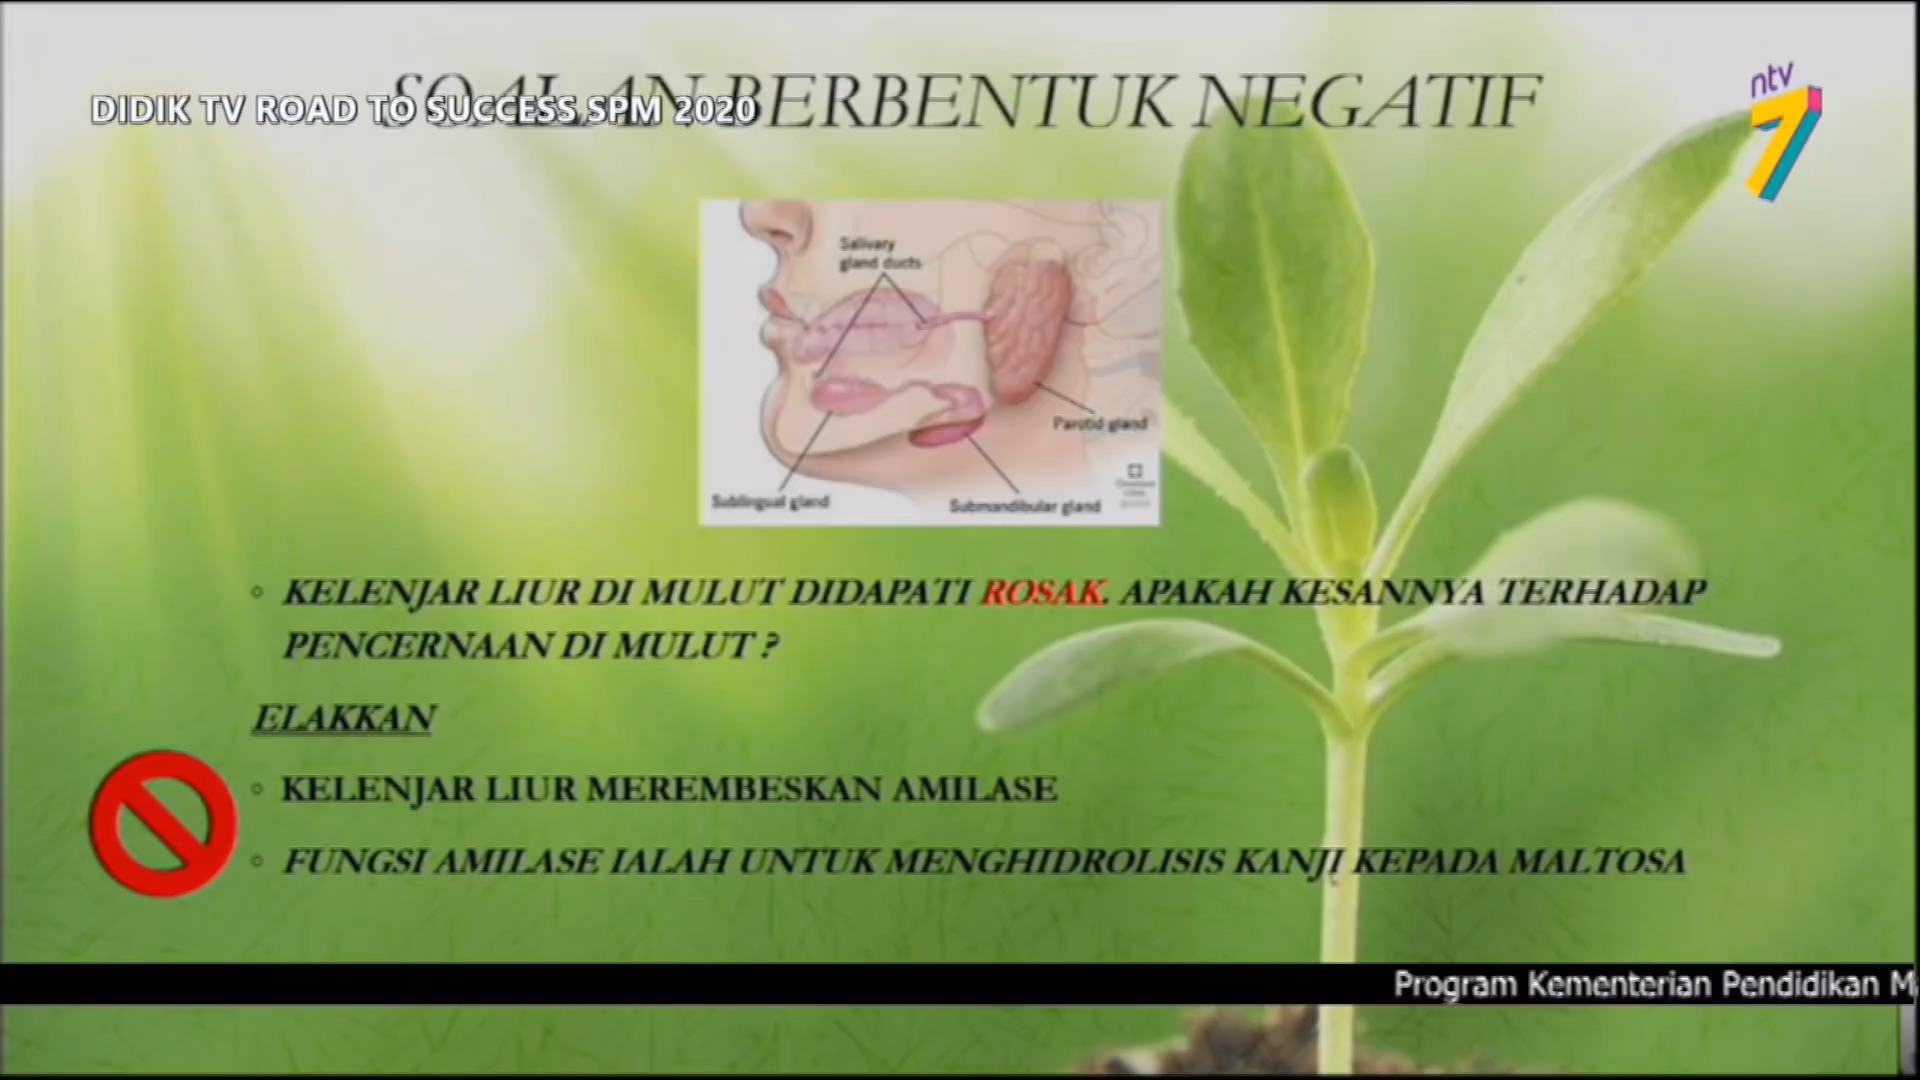 SOALAN BERBENTUK NEGATIF
DIDIK TV ROAD TO SUCCESS SPM 2020
ntv
7
Salivary
gland ducts
Parotid gland
Sublingual gland
Submandibular gland
KELENJAR LIUR DI MULUT DIDAPATI ROSAK. APAKAH KESANNYA TERHADAP
PENCERNAAN DI MULUT ?
ELAKKAN
KELENJAR LIUR MEREMBESKAN AMILASE
FUNGSI AMILASE IALAH UNTUK MENGHIDROLISIS KANJI KEPADA MALTOSA
Program Kementerian Pendidikan M